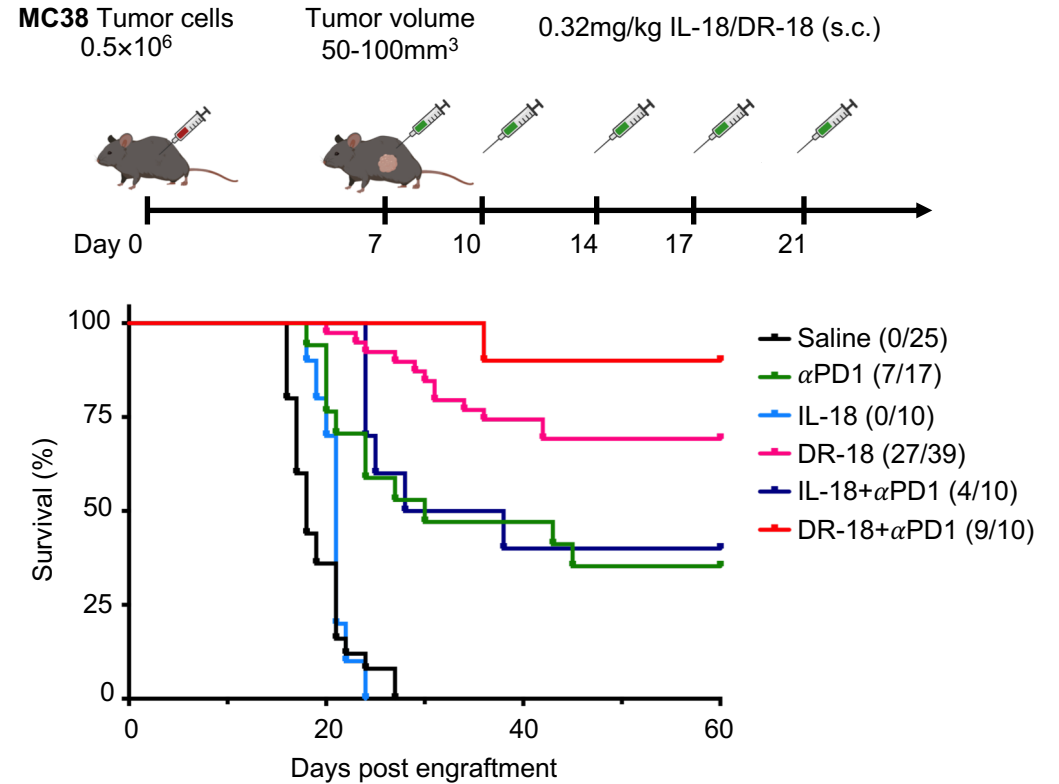 MC38 Tumor cells
0.5×10⁶
Tumor volume
50-100mm³
0.32mg/kg IL-18/DR-18 (s.c.)
Day 0
7
10
14
17
21
Survival (%)
100
75
50
25
0
0
20
40
60
Days post engraftment
Saline (0/25)
αPD1 (7/17)
IL-18 (0/10)
DR-18 (27/39)
IL-18+αPD1 (4/10)
DR-18+αPD1 (9/10)